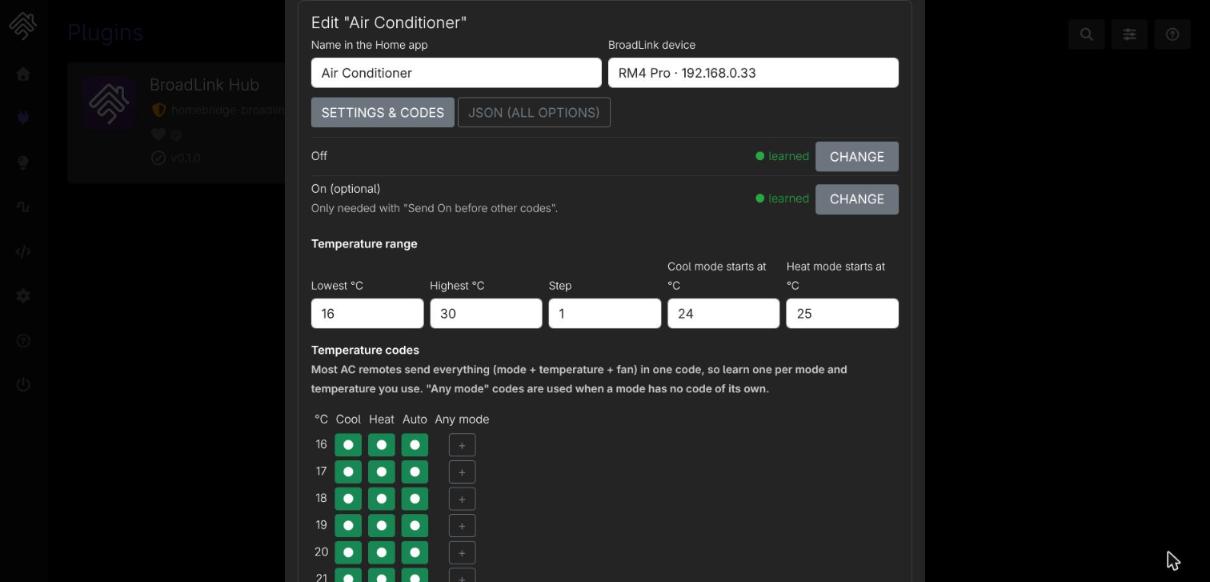 Plugins
BroadLink Hub
homebridge-broadlin
v0.1.0
Edit "Air Conditioner"
Name in the Home app
BroadLink device
Air Conditioner
RM4 Pro · 192.168.0.33
SETTINGS & CODES
JSON (ALL OPTIONS)
Off
learned
CHANGE
On (optional)
Only needed with "Send On before other codes".
learned
CHANGE
Temperature range
Lowest °C
Highest °C
Step
Cool mode starts at
°C
Heat mode starts at
°C
16
30
1
24
25
Temperature codes
Most AC remotes send everything (mode + temperature + fan) in one code, so learn one per mode and
temperature you use. "Any mode" codes are used when a mode has no code of its own.
°C Cool Heat Auto Any mode
16 +
17 +
18 +
19 +
20 +
21 +